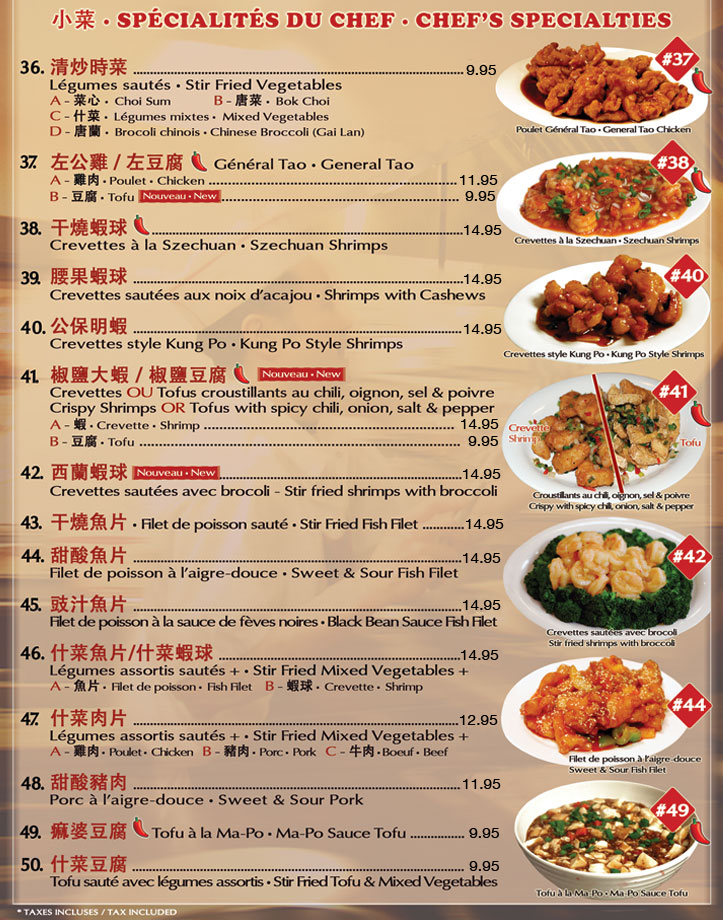 小菜 • SPÉCIALITÉS DU CHEF • CHEF'S SPECIALTIES
36. 清炒時菜 9.95
Légumes sautés • Stir Fried Vegetables
A - 菜心 • Choi Sum B - 唐菜 • Bok Choi
C - 什菜 • Légumes mixtes • Mixed Vegetables
D - 唐蘭 • Brocoli chinois • Chinese Broccoli (Gai Lan)
37. 左公雞 / 左豆腐 Général Tao • General Tao
A - 雞肉 • Poulet • Chicken 11.95
B - 豆腐 • Tofu Nouveau • New 9.95
38. 干燒蝦球 14.95
Crevettes à la Szechuan • Szechuan Shrimps
39. 腰果蝦球 14.95
Crevettes sautées aux noix d'acajou • Shrimps with Cashews
40. 公保明蝦 14.95
Crevettes style Kung Po • Kung Po Style Shrimps
41. 椒鹽大蝦 / 椒鹽豆腐 Nouveau • New
Crevettes OU Tofus croustillants au chili, oignon, sel & poivre
Crispy Shrimps OR Tofus with spicy chili, onion, salt & pepper
A - 蝦 • Crevette • Shrimp 14.95
B - 豆腐 • Tofu 9.95
42. 西蘭蝦球 Nouveau • New 14.95
Crevettes sautées avec brocoli - Stir fried shrimps with broccoli
43. 干燒魚片 • Filet de poisson sauté • Stir Fried Fish Filet 14.95
44. 甜酸魚片 14.95
Filet de poisson à l'aigre-douce • Sweet & Sour Fish Filet
45. 豉汁魚片 14.95
Filet de poisson à la sauce de fèves noires • Black Bean Sauce Fish Filet
46. 什菜魚片/什菜蝦球 14.95
Légumes assortis sautés + • Stir Fried Mixed Vegetables +
A - 魚片 • Filet de poisson • Fish Filet B - 蝦球 • Crevette • Shrimp
47. 什菜肉片 12.95
Légumes assortis sautés + • Stir Fried Mixed Vegetables +
A - 雞肉 • Poulet • Chicken B - 豬肉 • Porc • Pork C - 牛肉 • Boeuf • Beef
48. 甜酸豬肉 11.95
Porc à l'aigre-douce • Sweet & Sour Pork
49. 麻婆豆腐 Tofu à la Ma-Po • Ma-Po Sauce Tofu 9.95
50. 什菜豆腐 9.95
Tofu sauté avec légumes assortis • Stir Fried Tofu & Mixed Vegetables
* TAXES INCLUSES / TAX INCLUDED
#37
Poulet Général Tao • General Tao Chicken
#38
Crevettes à la Szechuan • Szechuan Shrimps
#40
Crevettes style Kung Po • Kung Po Style Shrimps
#41
Crevette
Shrimp
Tofu
Croustillants au chili, oignon, sel & poivre
Crispy with spicy chili, onion, salt & pepper
#42
Crevettes sautées avec brocoli
Stir fried shrimps with broccoli
#44
Filet de poisson à l'aigre-douce
Sweet & Sour Fish Filet
#49
Tofu à la Ma-Po • Ma-Po Sauce Tofu